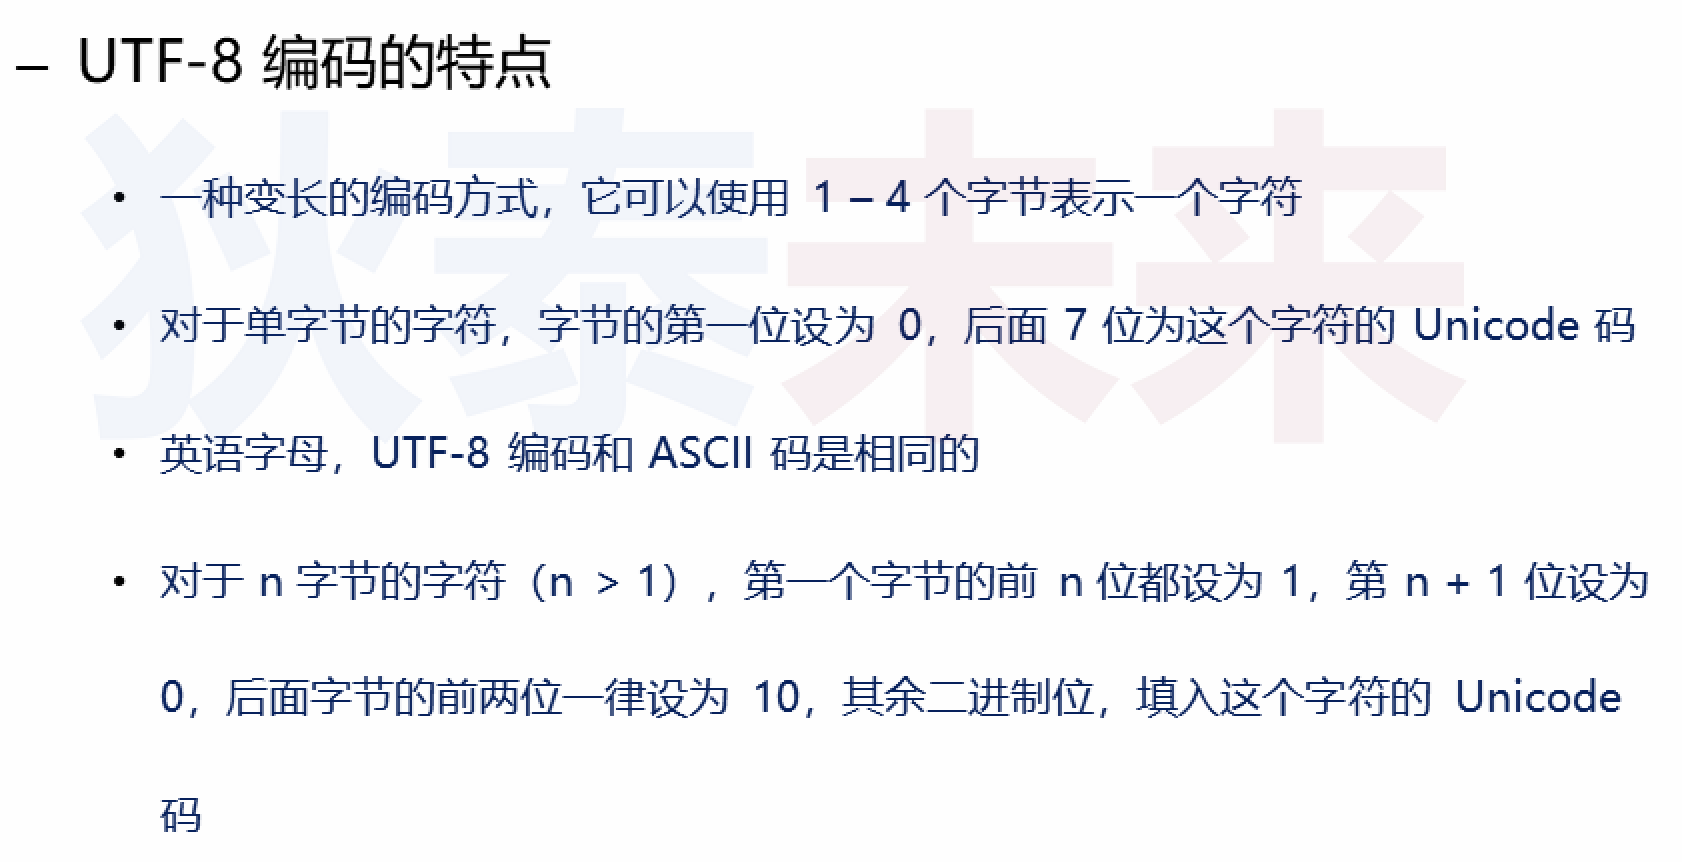 – UTF-8 编码的特点
• 一种变长的编码方式，它可以使用 1 – 4 个字节表示一个字符
• 对于单字节的字符，字节的第一位设为 0，后面 7 位为这个字符的 Unicode 码
• 英语字母，UTF-8 编码和 ASCII 码是相同的
• 对于 n 字节的字符（n > 1），第一个字节的前 n 位都设为 1，第 n + 1 位设为
0，后面字节的前两位一律设为 10，其余二进制位，填入这个字符的 Unicode
码
狄泰未来